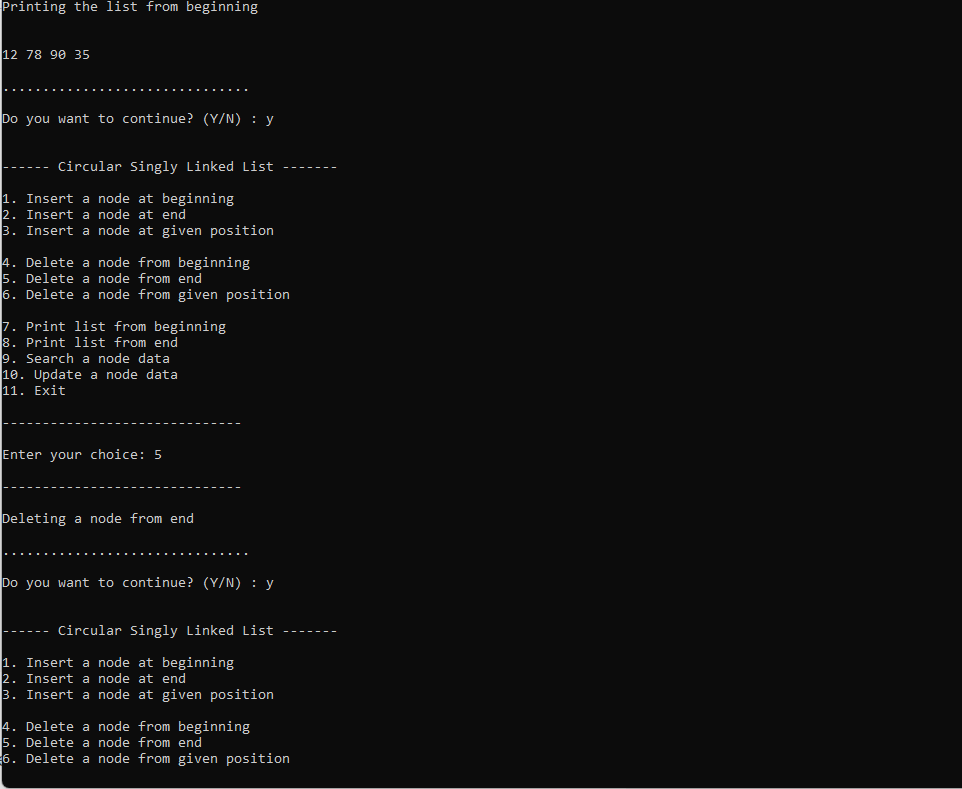 Printing the list from beginning
12 78 90 35
...............................
Do you want to continue? (Y/N) : y
------ Circular Singly Linked List -------
1. Insert a node at beginning
2. Insert a node at end
3. Insert a node at given position
4. Delete a node from beginning
5. Delete a node from end
6. Delete a node from given position
7. Print list from beginning
8. Print list from end
9. Search a node data
10. Update a node data
11. Exit
------------------------------
Enter your choice: 5
------------------------------
Deleting a node from end
...............................
Do you want to continue? (Y/N) : y
------ Circular Singly Linked List -------
1. Insert a node at beginning
2. Insert a node at end
3. Insert a node at given position
4. Delete a node from beginning
5. Delete a node from end
6. Delete a node from given position